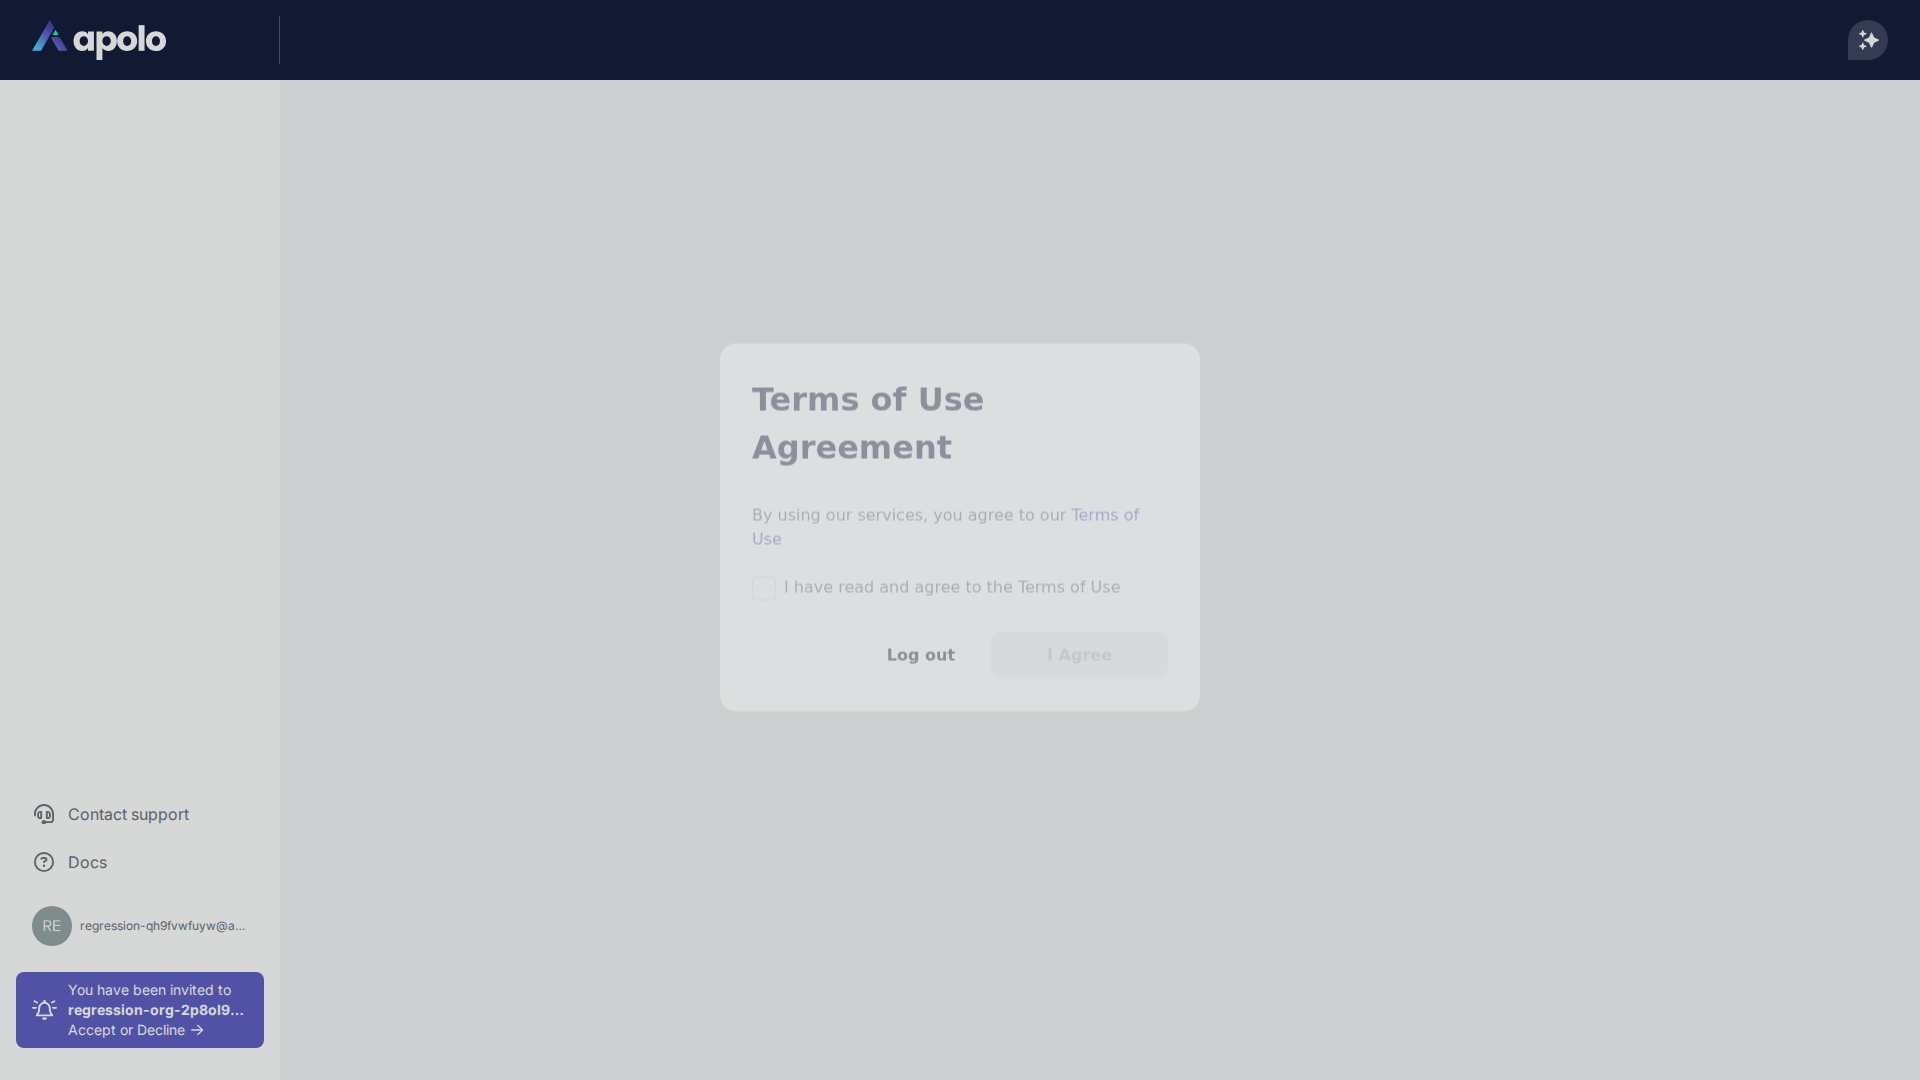 apolo
Terms of Use
Agreement
By using our services, you agree to our Terms of
Use
I have read and agree to the Terms of Use
Log out
I Agree
Contact support
Docs
RE
regression-qh9fvwfuyw@a...
You have been invited to
regression-org-2p8ol9...
Accept or Decline →